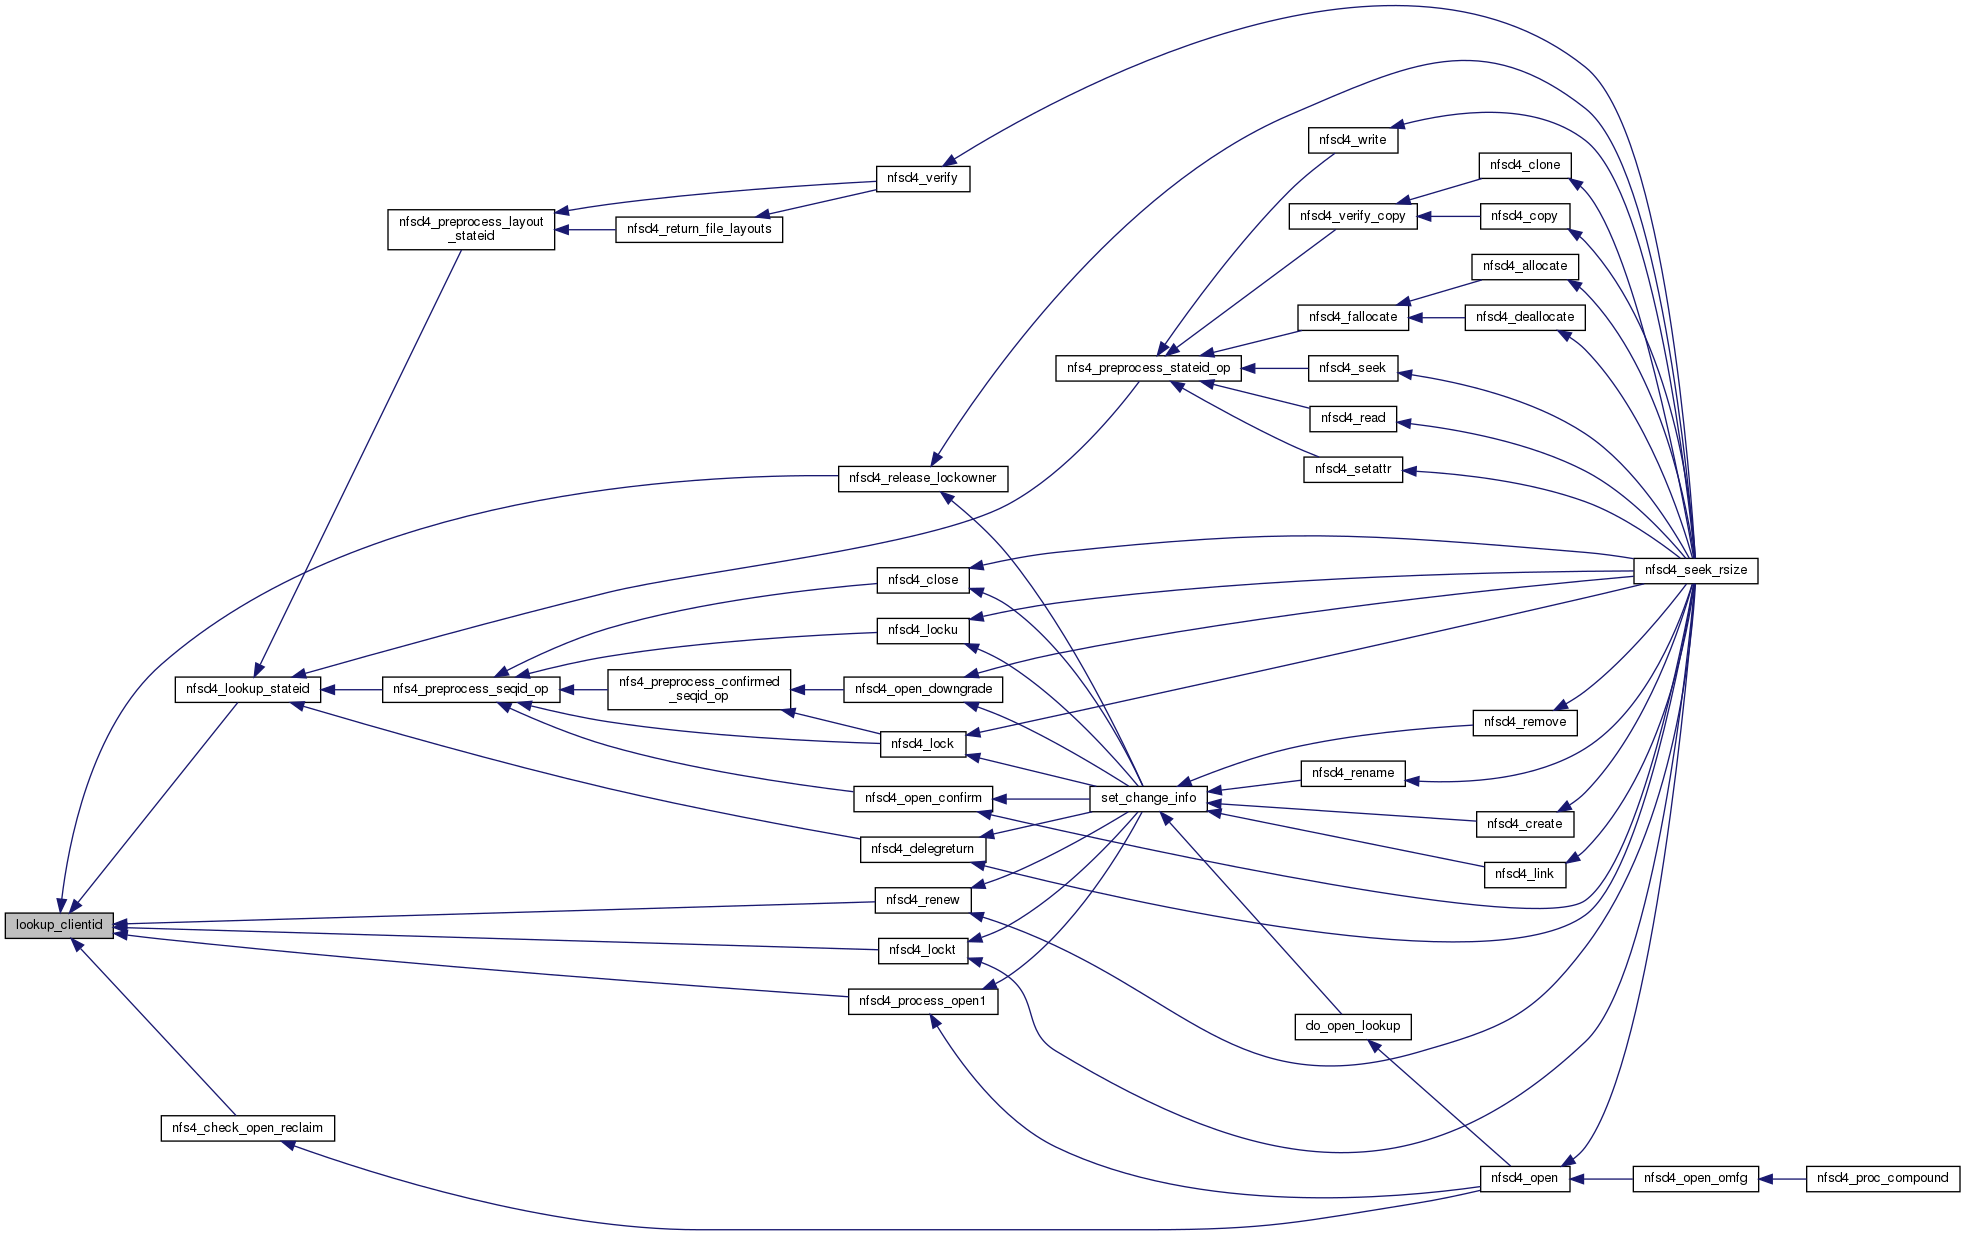 nfsd4_write
nfsd4_clone
nfsd4_verify
nfsd4_verify_copy
nfsd4_copy
nfsd4_preprocess_layout
_stateid
nfsd4_return_file_layouts
nfsd4_allocate
nfsd4_fallocate
nfsd4_deallocate
nfs4_preprocess_stateid_op
nfsd4_seek
nfsd4_read
nfsd4_setattr
nfsd4_release_lockowner
nfsd4_close
nfsd4_seek_rsize
nfsd4_locku
nfsd4_lookup_stateid
nfs4_preprocess_seqid_op
nfs4_preprocess_confirmed
_seqid_op
nfsd4_open_downgrade
nfsd4_remove
nfsd4_lock
nfsd4_rename
nfsd4_open_confirm
set_change_info
nfsd4_create
nfsd4_delegreturn
nfsd4_link
nfsd4_renew
lookup_clientid
nfsd4_lockt
nfsd4_process_open1
do_open_lookup
nfs4_check_open_reclaim
nfsd4_open
nfsd4_open_omfg
nfsd4_proc_compound